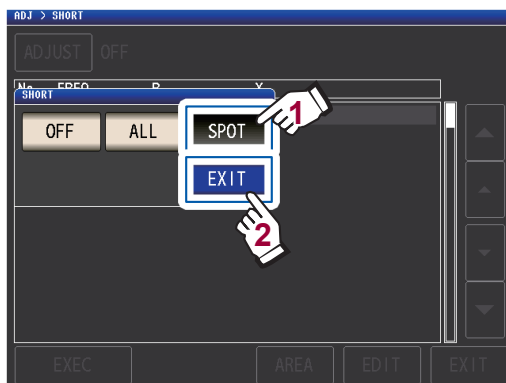 ADJ > SHORT
ADJUST OFF
No FREQ R X
SHORT
OFF ALL SPOT
1
EXIT
2
EXEC AREA EDIT EXIT